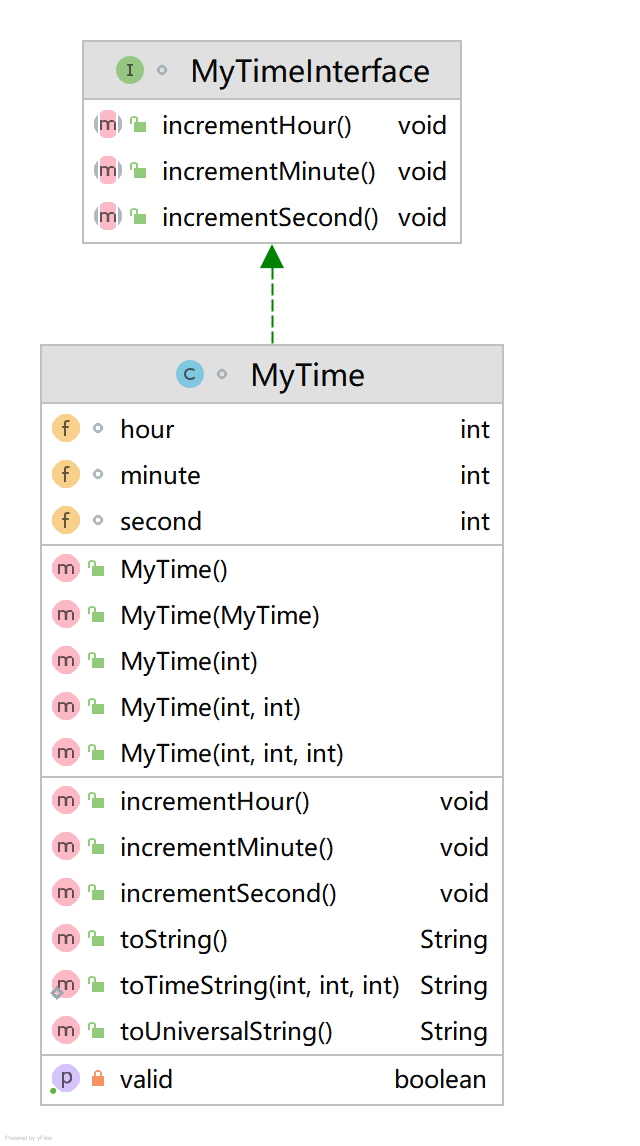 I MyTimeInterface
m incrementHour() void
m incrementMinute() void
m incrementSecond() void
C MyTime
f hour int
f minute int
f second int
m MyTime()
m MyTime(MyTime)
m MyTime(int)
m MyTime(int, int)
m MyTime(int, int, int)
m incrementHour() void
m incrementMinute() void
m incrementSecond() void
m toString() String
m toTimeString(int, int, int) String
m toUniversalString() String
p valid boolean
Powered by yFiles